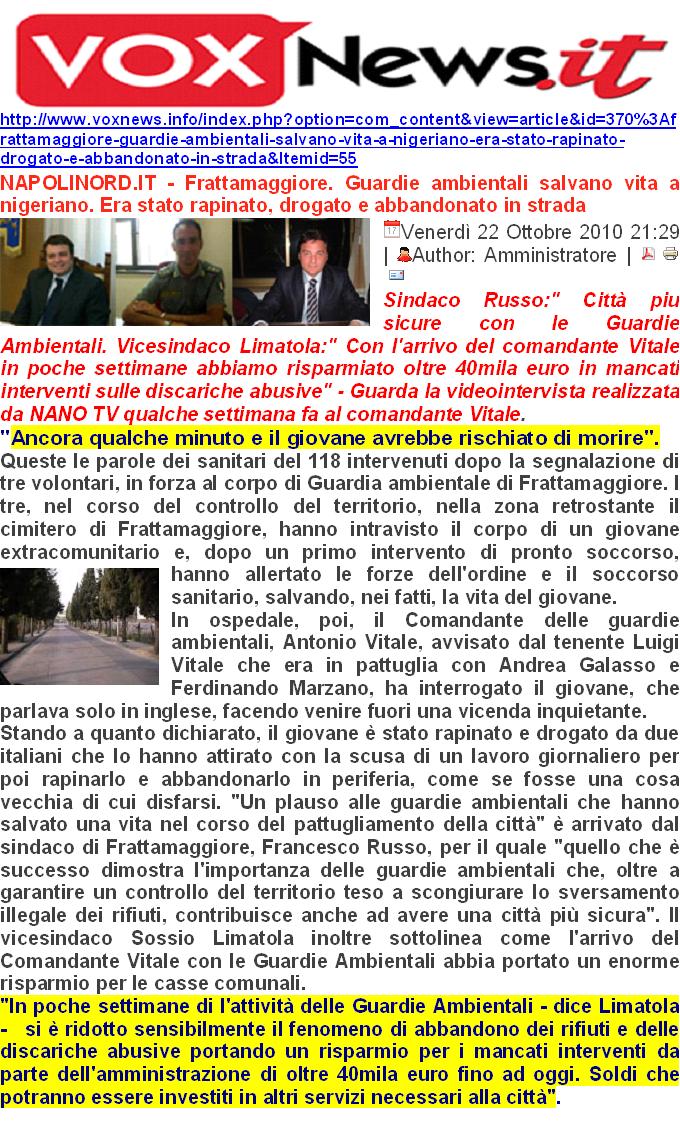 VOX News.it
http://www.voxnews.info/index.php?option=com_content&view=article&id=370%3Af
rattamaggiore-guardie-ambientali-salvano-vita-a-nigeriano-era-stato-rapinato-
drogato-e-abbandonato-in-strada&Itemid=55
NAPOLINORD.IT - Frattamaggiore. Guardie ambientali salvano vita a
nigeriano. Era stato rapinato, drogato e abbandonato in strada
17 Venerdì 22 Ottobre 2010 21:29
| Author: Amministratore |
Sindaco Russo:" Città piu
sicure con le Guardie
Ambientali. Vicesindaco Limatola:" Con l'arrivo del comandante Vitale
in poche settimane abbiamo risparmiato oltre 40mila euro in mancati
interventi sulle discariche abusive" - Guarda la videointervista realizzata
da NANO TV qualche settimana fa al comandante Vitale.
"Ancora qualche minuto e il giovane avrebbe rischiato di morire".
Queste le parole dei sanitari del 118 intervenuti dopo la segnalazione di
tre volontari, in forza al corpo di Guardia ambientale di Frattamaggiore. I
tre, nel corso del controllo del territorio, nella zona retrostante il
cimitero di Frattamaggiore, hanno intravisto il corpo di un giovane
extracomunitario e, dopo un primo intervento di pronto soccorso,
hanno allertato le forze dell'ordine e il soccorso
sanitario, salvando, nei fatti, la vita del giovane.
In ospedale, poi, il Comandante delle guardie
ambientali, Antonio Vitale, avvisato dal tenente Luigi
Vitale che era in pattuglia con Andrea Galasso e
Ferdinando Marzano, ha interrogato il giovane, che
parlava solo in inglese, facendo venire fuori una vicenda inquietante.
Stando a quanto dichiarato, il giovane è stato rapinato e drogato da due
italiani che lo hanno attirato con la scusa di un lavoro giornaliero per
poi rapinarlo e abbandonarlo in periferia, come se fosse una cosa
vecchia di cui disfarsi. "Un plauso alle guardie ambientali che hanno
salvato una vita nel corso del pattugliamento della città" è arrivato dal
sindaco di Frattamaggiore, Francesco Russo, per il quale "quello che è
successo dimostra l'importanza delle guardie ambientali che, oltre a
garantire un controllo del territorio teso a scongiurare lo sversamento
illegale dei rifiuti, contribuisce anche ad avere una città più sicura". Il
vicesindaco Sossio Limatola inoltre sottolinea come l'arrivo del
Comandante Vitale con le Guardie Ambientali abbia portato un enorme
risparmio per le casse comunali.
"In poche settimane di l'attività delle Guardie Ambientali - dice Limatola
- si è ridotto sensibilmente il fenomeno di abbandono dei rifiuti e delle
discariche abusive portando un risparmio per i mancati interventi da
parte dell'amministrazione di oltre 40mila euro fino ad oggi. Soldi che
potranno essere investiti in altri servizi necessari alla città".